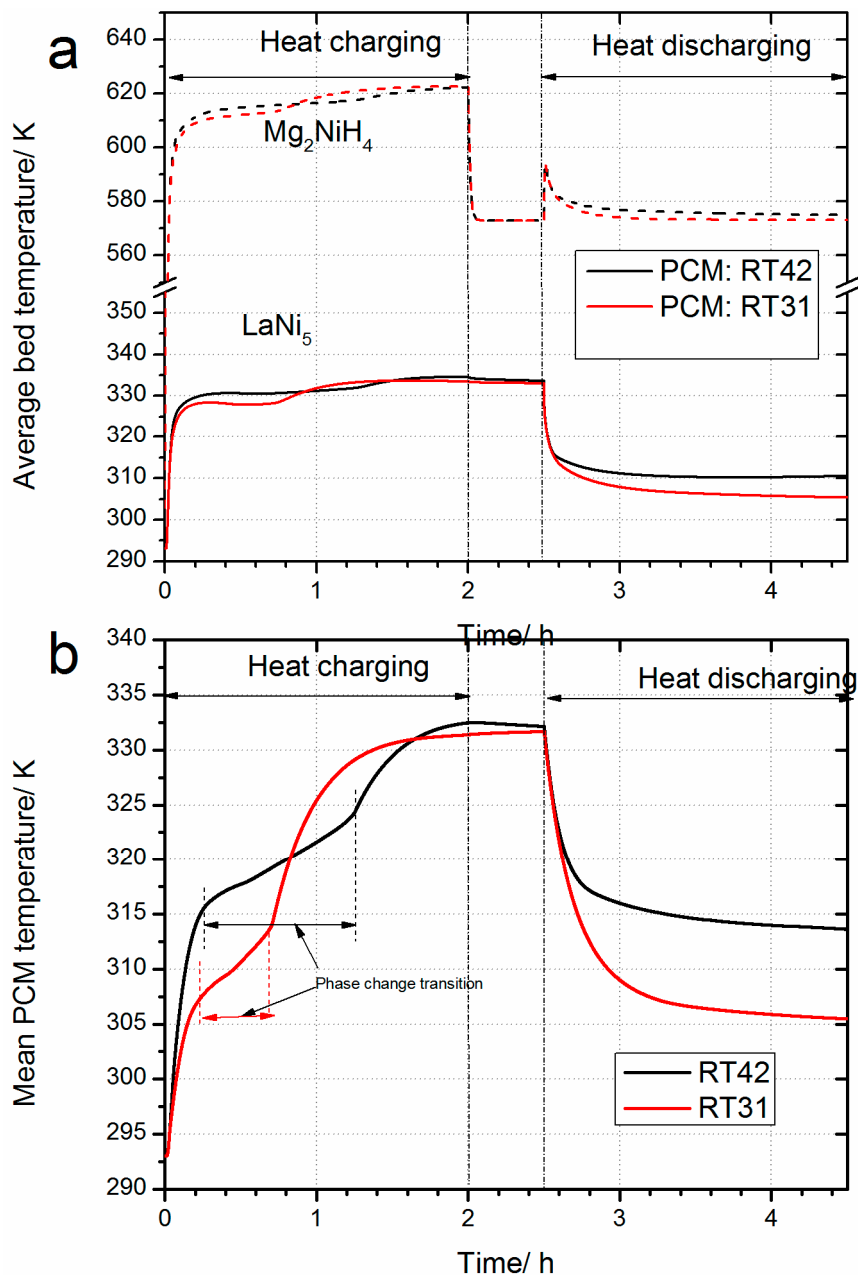 a
Heat charging
Heat discharging
Mg₂NiH₄
LaNi₅
PCM: RT42
PCM: RT31
Average bed temperature/ K
640
620
600
580
560
350
340
330
320
310
300
290
0 1 2 3 4
Time/ h
b
Heat charging
Heat discharging
Phase change transition
RT42
RT31
Mean PCM temperature/ K
340
335
330
325
320
315
310
305
300
295
290
0 1 2 3 4
Time/ h